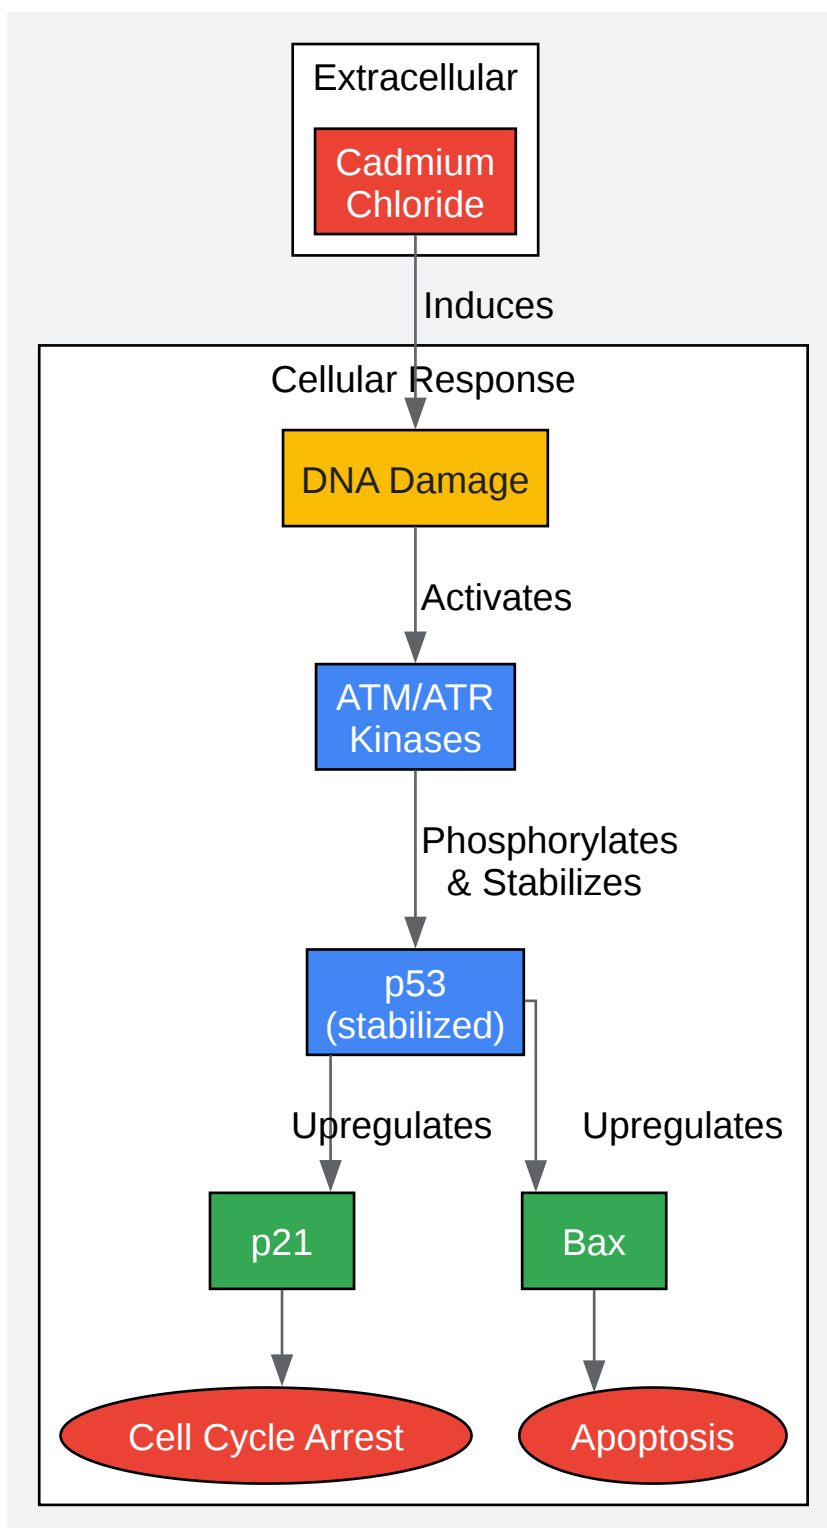 Extracellular
Cadmium
Chloride
Induces
Cellular Response
DNA Damage
Activates
ATM/ATR
Kinases
Phosphorylates
& Stabilizes
p53
(stabilized)
Upregulates
Upregulates
p21
Bax
Cell Cycle Arrest
Apoptosis